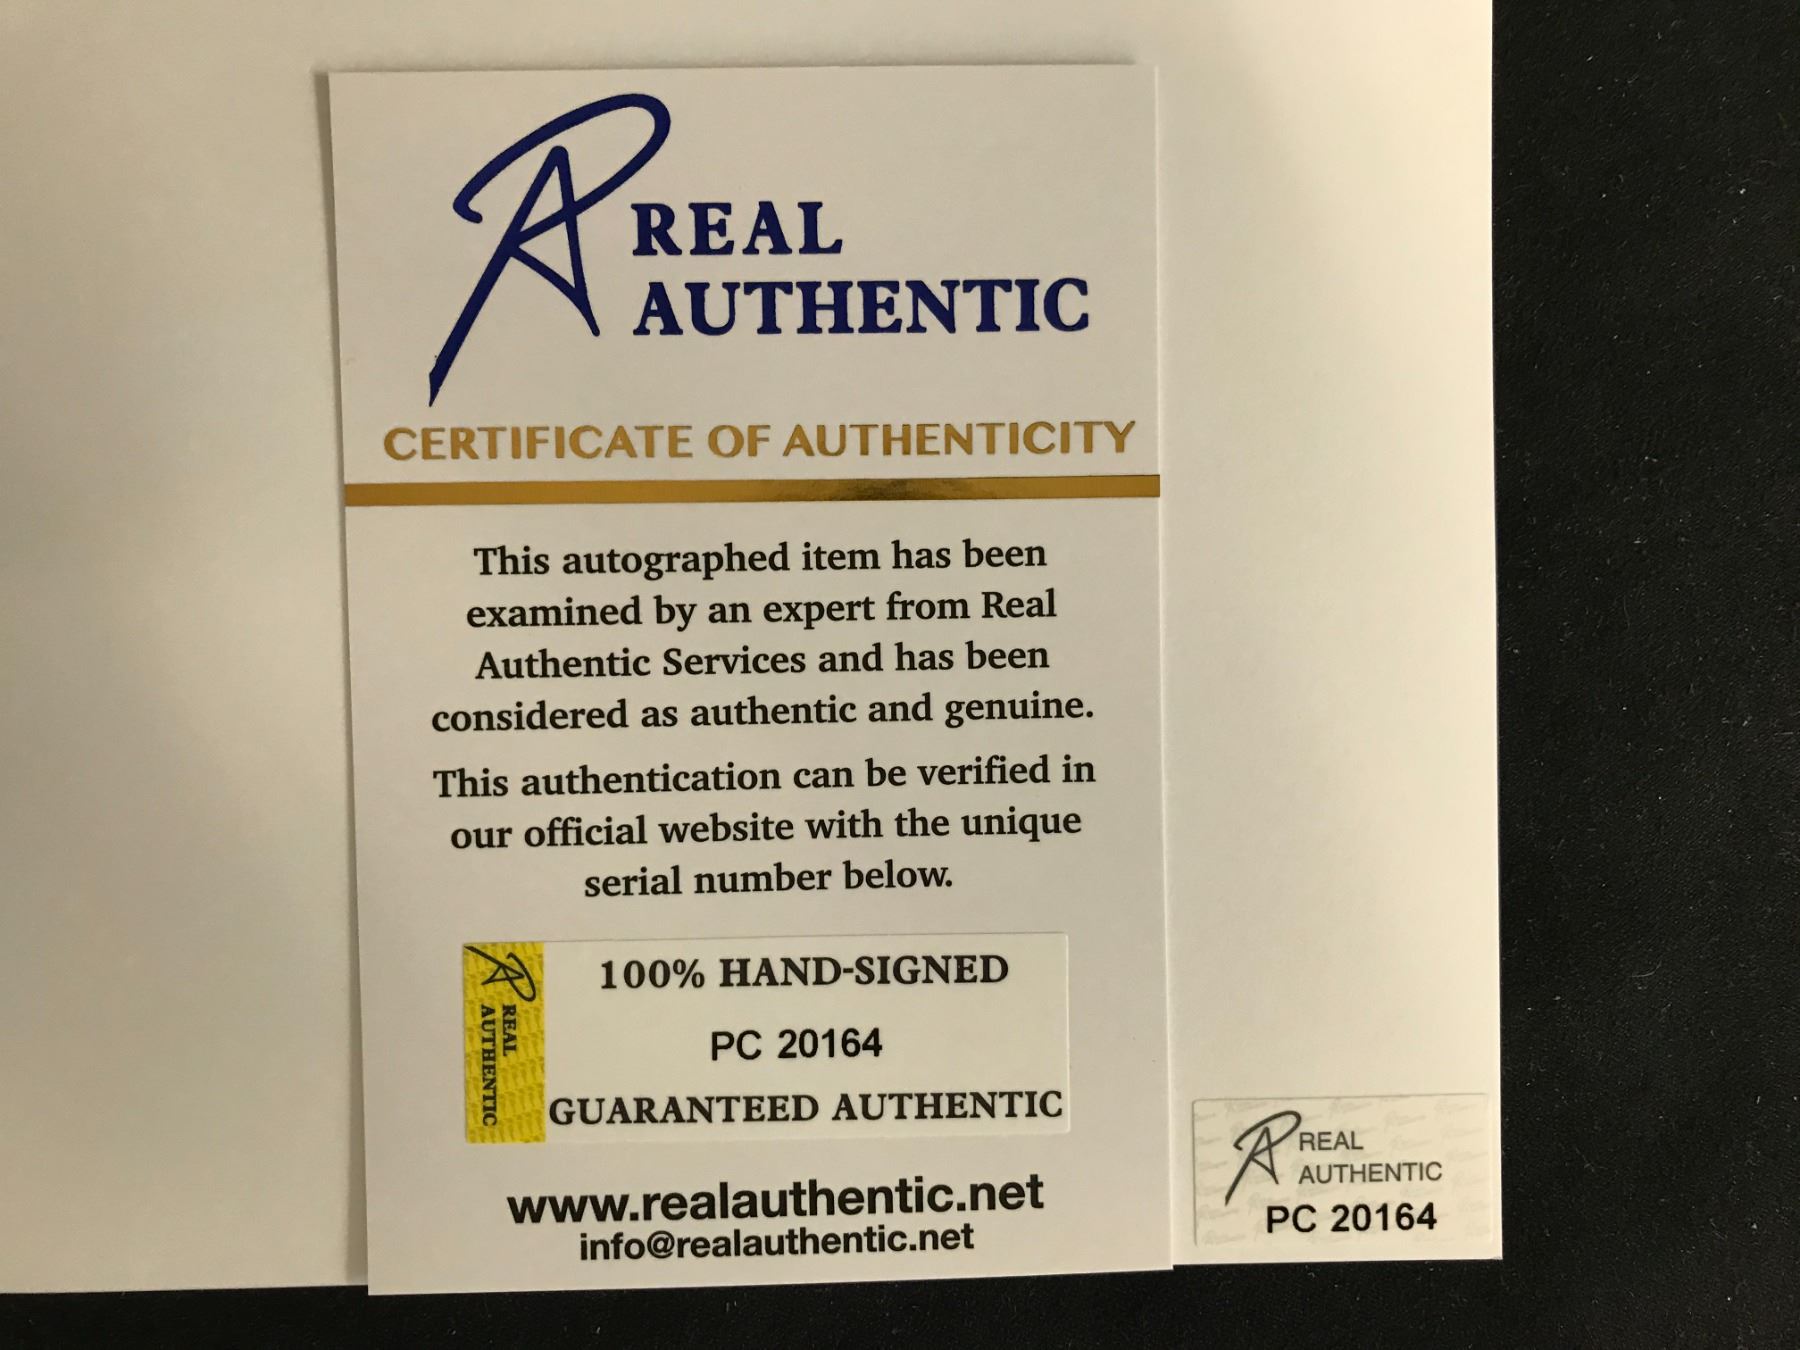 REAL
AUTHENTIC
CERTIFICATE OF AUTHENTICITY
This autographed item has been
examined by an expert from Real
Authentic Services and has been
considered as authentic and genuine.
This authentication can be verified in
our official website with the unique
serial number below.
REAL
AUTHENTIC
100% HAND-SIGNED
PC 20164
GUARANTEED AUTHENTIC
www.realauthentic.net
info@realauthentic.net
REAL
AUTHENTIC
PC 20164